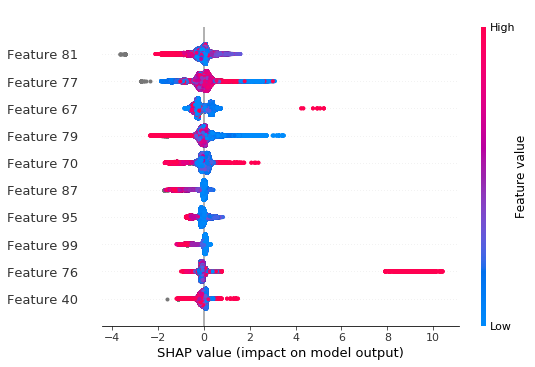 High
Feature 81
Feature 77
Feature 67
Feature 79
Feature 70
Feature 87
Feature 95
Feature 99
Feature 76
Feature 40
Feature value
Low
−4 −2 0 2 4 6 8 10
SHAP value (impact on model output)